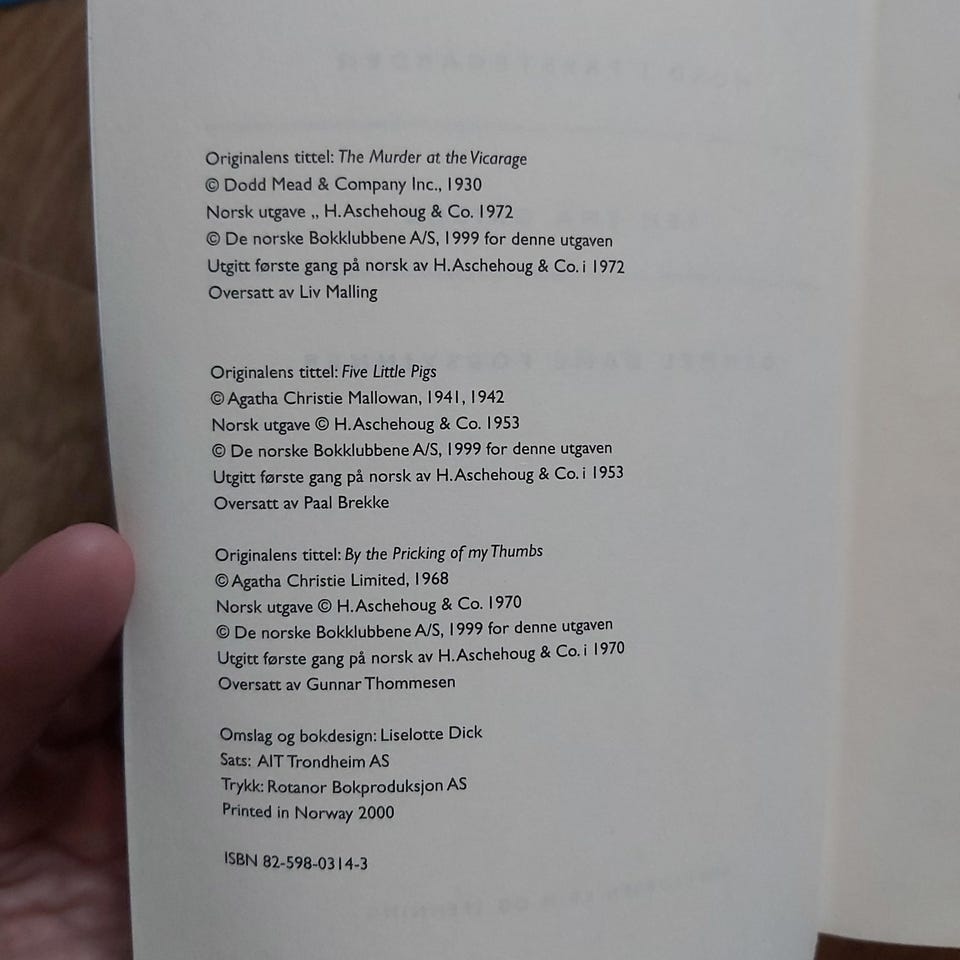 Originalens tittel: The Murder at the Vicarage
© Dodd Mead & Company Inc., 1930
Norsk utgave ,, H. Aschehoug & Co. 1972
© De norske Bokklubbene A/S, 1999 for denne utgaven
Utgitt første gang på norsk av H. Aschehoug & Co. i 1972
Oversatt av Liv Malling
Originalens tittel: Five Little Pigs
© Agatha Christie Mallowan, 1941, 1942
Norsk utgave © H. Aschehoug & Co. 1953
© De norske Bokklubbene A/S, 1999 for denne utgaven
Utgitt første gang på norsk av H. Aschehoug & Co. i 1953
Oversatt av Paal Brekke
Originalens tittel: By the Pricking of my Thumbs
© Agatha Christie Limited, 1968
Norsk utgave © H. Aschehoug & Co. 1970
© De norske Bokklubbene A/S, 1999 for denne utgaven
Utgitt første gang på norsk av H. Aschehoug & Co. i 1970
Oversatt av Gunnar Thommesen
Omslag og bokdesign: Liselotte Dick
Sats: AIT Trondheim AS
Trykk: Rotanor Bokproduksjon AS
Printed in Norway 2000
ISBN 82-598-0314-3